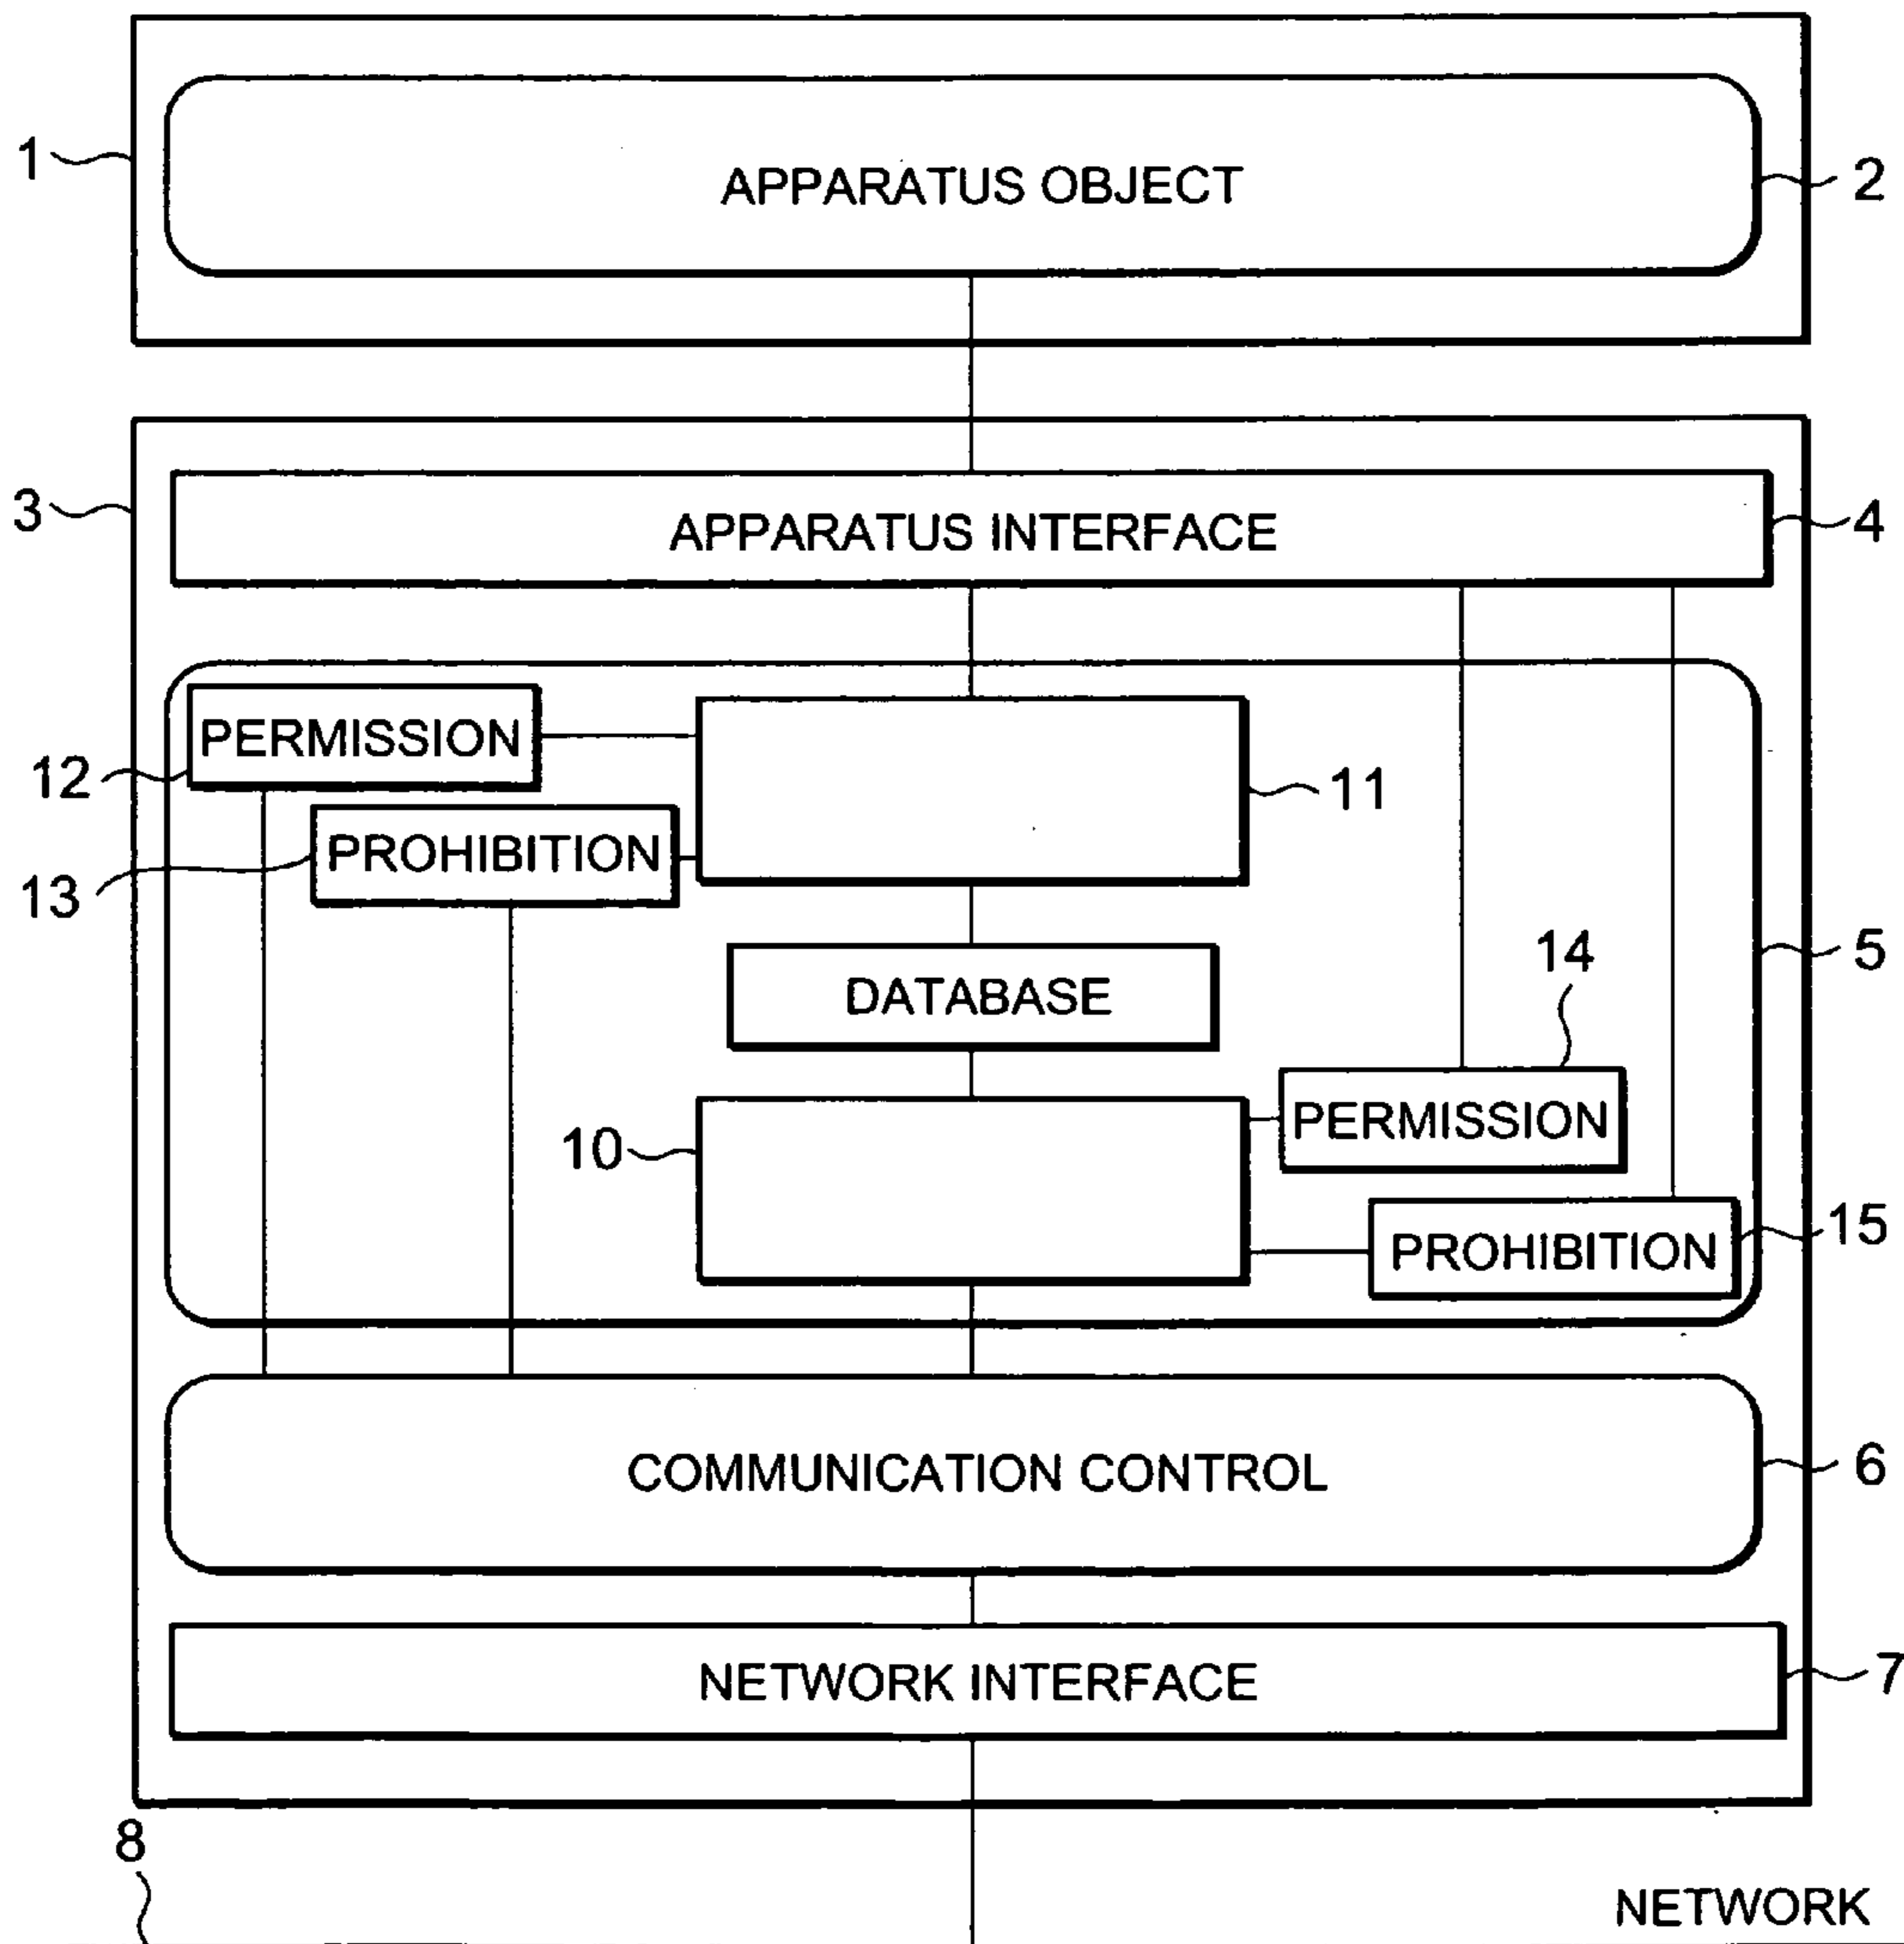 1
APPARATUS OBJECT
2
3
APPARATUS INTERFACE
4
PERMISSION
12
11
PROHIBITION
13
14
5
DATABASE
10
PERMISSION
15
PROHIBITION
COMMUNICATION CONTROL
6
NETWORK INTERFACE
7
8
NETWORK